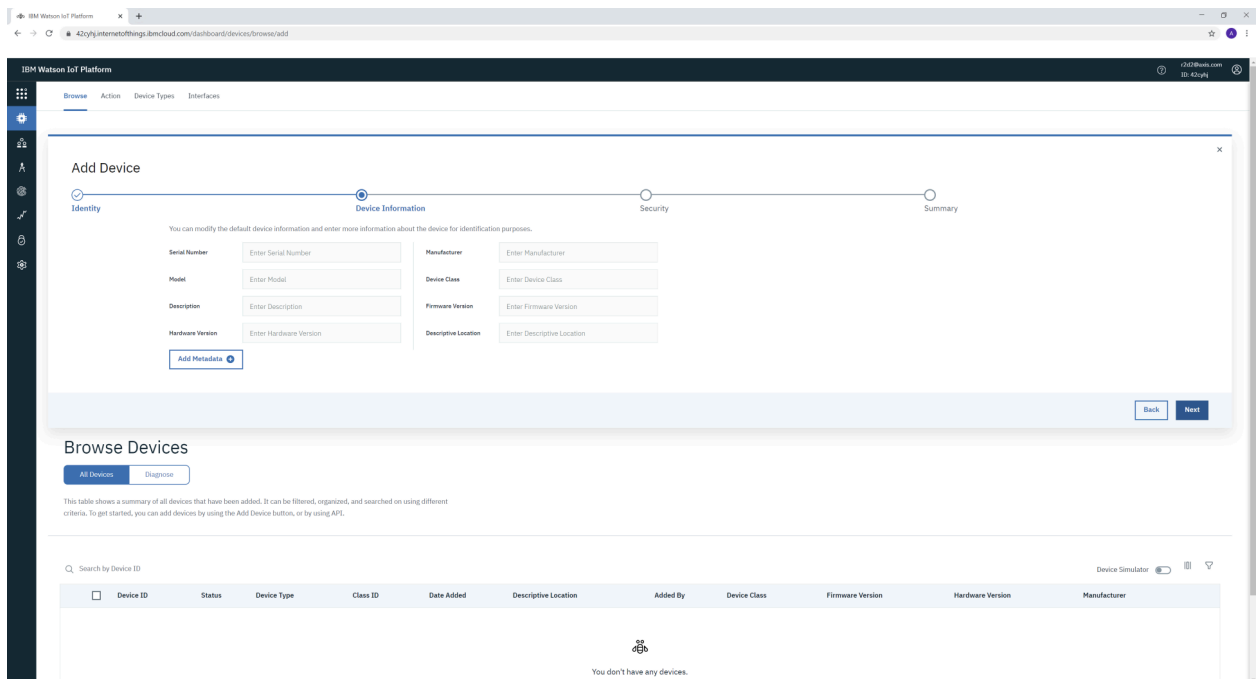 IBM Watson IoT Platform
42cyhj.internetofthings.ibmcloud.com/dashboard/devices/browse/add
A
IBM Watson IoT Platform
r2d2@axis.com
ID: 42cyhj
Browse Action Device Types Interfaces
Add Device
Identity Device Information Security Summary
You can modify the default device information and enter more information about the device for identification purposes.
Serial Number Enter Serial Number Manufacturer Enter Manufacturer
Model Enter Model Device Class Enter Device Class
Description Enter Description Firmware Version Enter Firmware Version
Hardware Version Enter Hardware Version Descriptive Location Enter Descriptive Location
Add Metadata
Back Next
Browse Devices
All Devices Diagnose
This table shows a summary of all devices that have been added. It can be filtered, organized, and searched on using different
criteria. To get started, you can add devices by using the Add Device button, or by using API.
Search by Device ID Device Simulator
Device ID Status Device Type Class ID Date Added Descriptive Location Added By Device Class Firmware Version Hardware Version Manufacturer
You don't have any devices.